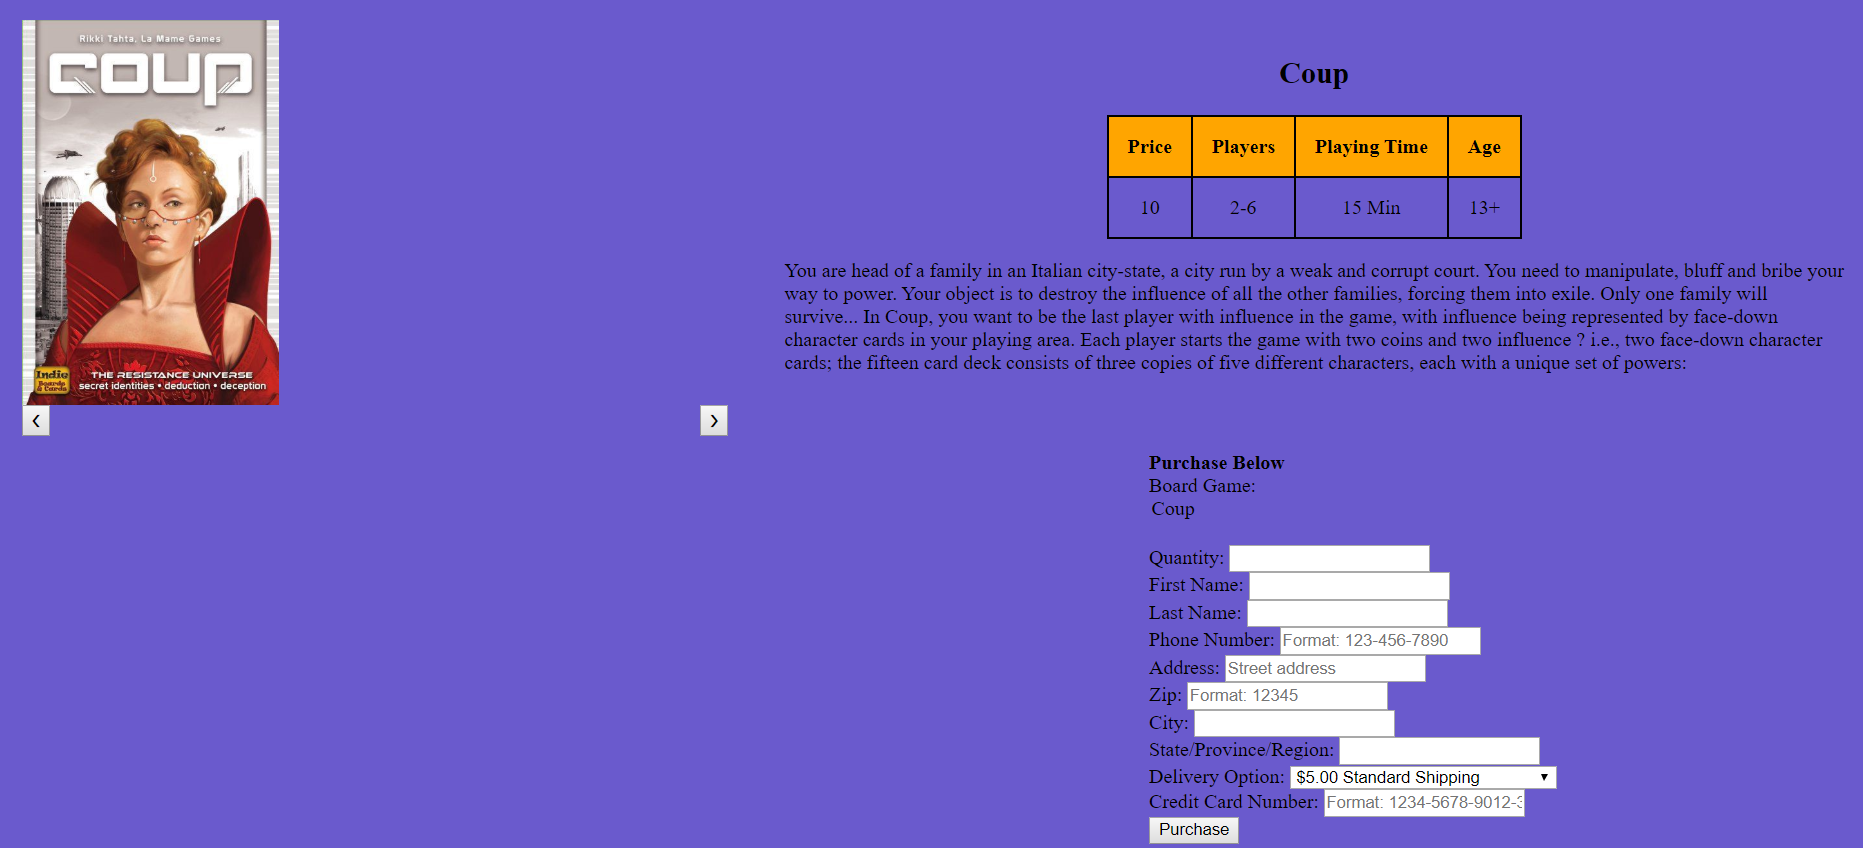 Rikki Tahta, La Mame Games
COUP
Indie
Boards
& Cards
THE RESISTANCE UNIVERSE
secret identities • deduction • deception
‹ ›
Coup
Price Players Playing Time Age
10 2-6 15 Min 13+
You are head of a family in an Italian city-state, a city run by a weak and corrupt court. You need to manipulate, bluff and bribe your
way to power. Your object is to destroy the influence of all the other families, forcing them into exile. Only one family will
survive... In Coup, you want to be the last player with influence in the game, with influence being represented by face-down
character cards in your playing area. Each player starts the game with two coins and two influence ? i.e., two face-down character
cards; the fifteen card deck consists of three copies of five different characters, each with a unique set of powers:
Purchase Below
Board Game:
Coup
Quantity:
First Name:
Last Name:
Phone Number: Format: 123-456-7890
Address: Street address
Zip: Format: 12345
City:
State/Province/Region:
Delivery Option: $5.00 Standard Shipping
Credit Card Number: Format: 1234-5678-9012-3
Purchase